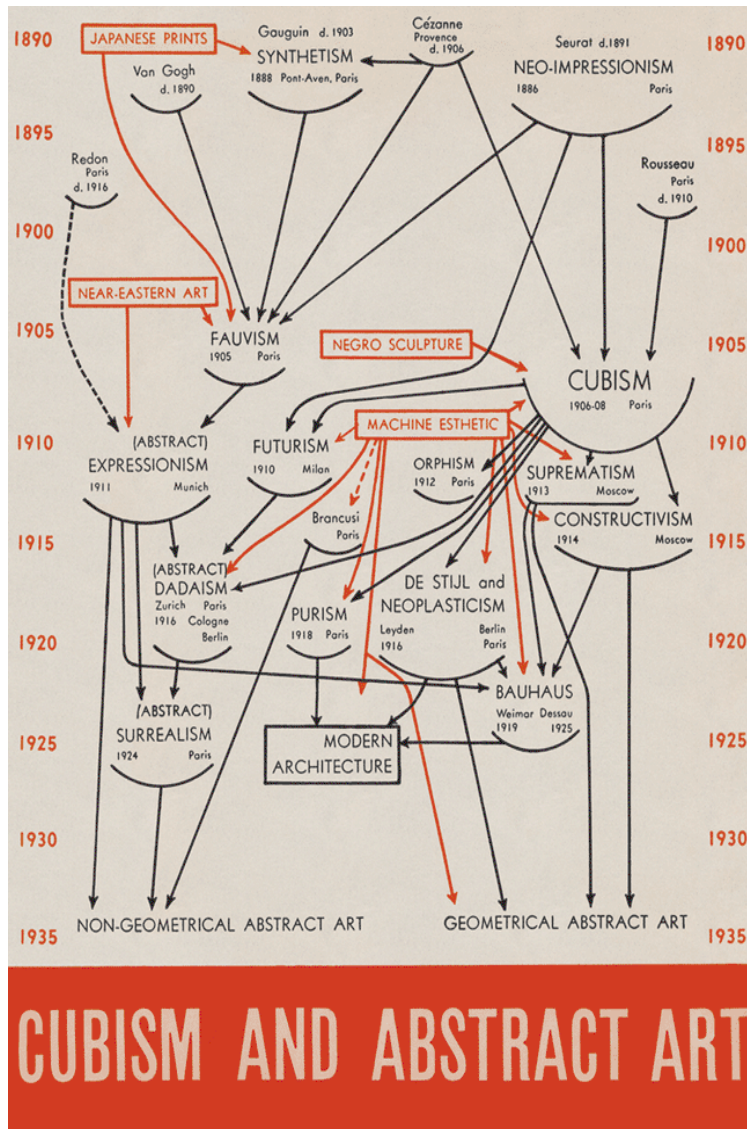 1890
JAPANESE PRINTS
Gauguin d. 1903
SYNTHETISM
1888 Pont-Aven, Paris
Cézanne
Provence
d. 1906
Seurat d.1891
NEO-IMPRESSIONISM
1886 Paris
1890
Van Gogh
d. 1890
1895
1895
Redon
Paris
d. 1916
Rousseau
Paris
d. 1910
1900
1900
NEAR-EASTERN ART
1905
FAUVISM
1905 Paris
NEGRO SCULPTURE
1905
CUBISM
1906-08 Paris
1910
(ABSTRACT)
EXPRESSIONISM
1911 Munich
FUTURISM
1910 Milan
MACHINE ESTHETIC
ORPHISM
1912 Paris
SUPREMATISM
1913 Moscow
1910
Brancusi
Paris
CONSTRUCTIVISM
1914 Moscow
1915
1915
(ABSTRACT)
DADAISM
Zurich Paris
1916 Cologne
Berlin
PURISM
1918 Paris
DE STIJL and
NEOPLASTICISM
Leyden Berlin
1916 Paris
1920
1920
(ABSTRACT)
SURREALISM
1924 Paris
BAUHAUS
Weimar Dessau
1919 1925
1925
MODERN
ARCHITECTURE
1925
1930
1930
1935
NON-GEOMETRICAL ABSTRACT ART
GEOMETRICAL ABSTRACT ART
1935
CUBISM AND ABSTRACT ART